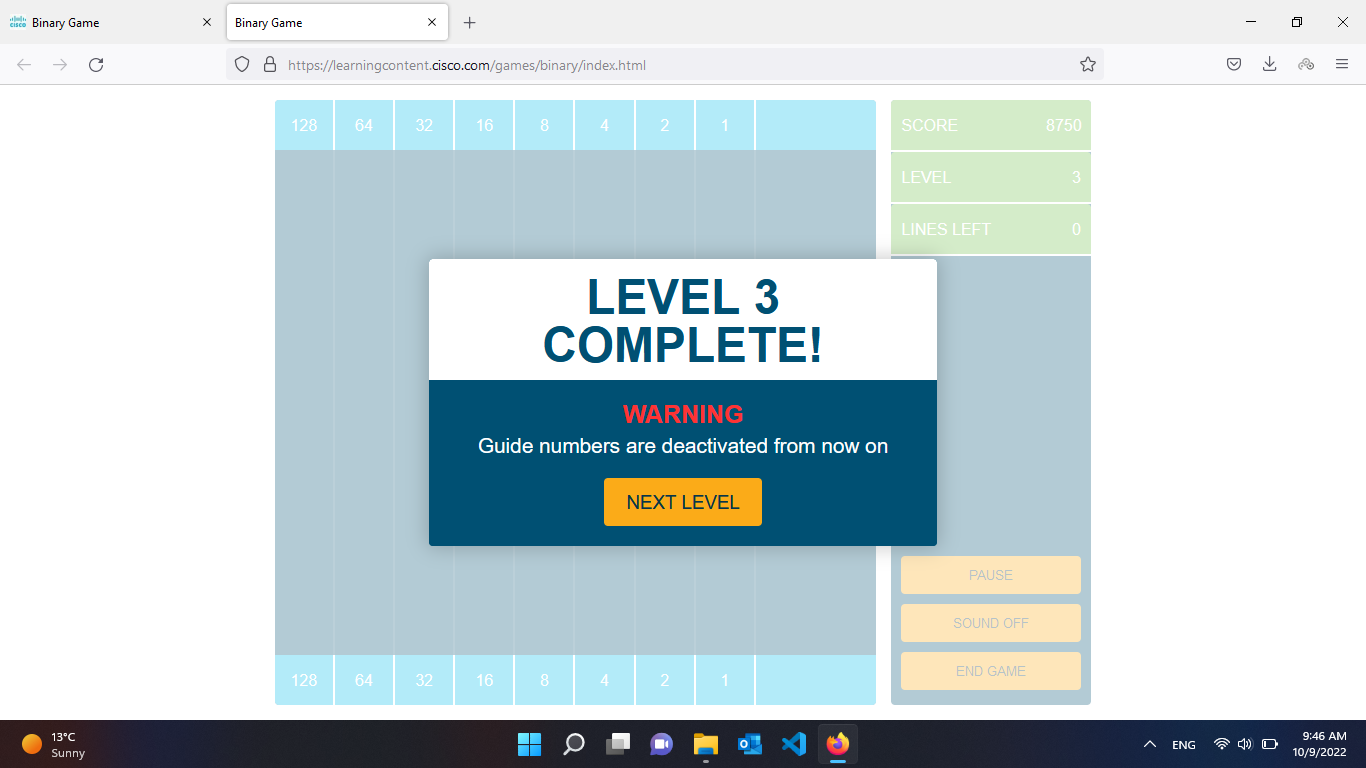 Binary Game
Binary Game
https://learningcontent.cisco.com/games/binary/index.html
128 64 32 16 8 4 2 1
SCORE 8750
LEVEL 3
LINES LEFT 0
LEVEL 3
COMPLETE!
WARNING
Guide numbers are deactivated from now on
NEXT LEVEL
PAUSE
SOUND OFF
END GAME
128 64 32 16 8 4 2 1
13°C
Sunny
ENG
9:46 AM
10/9/2022